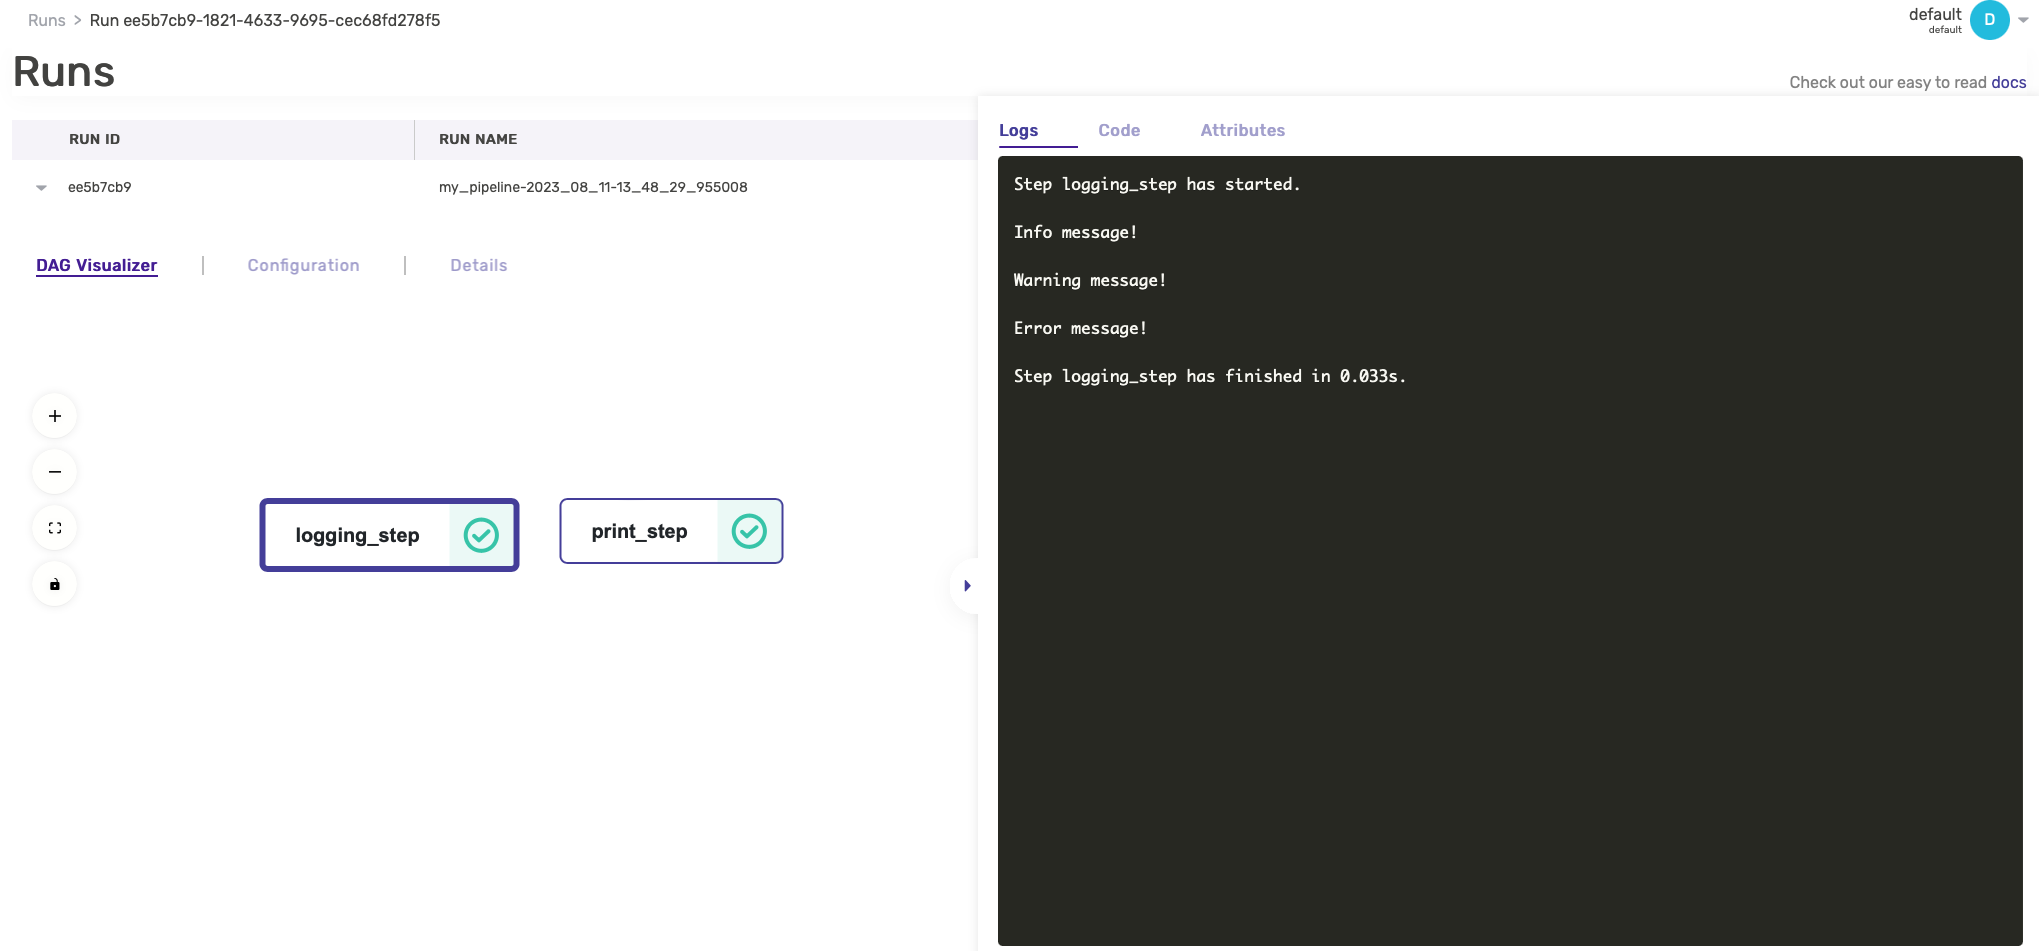 Runs > Run ee5b7cb9-1821-4633-9695-cec68fd278f5
default
default
D
Runs
Check out our easy to read docs
RUN ID RUN NAME
ee5b7cb9 my_pipeline-2023_08_11-13_48_29_955008
DAG Visualizer | Configuration | Details
logging_step
print_step
Logs Code Attributes
Step logging_step has started.
Info message!
Warning message!
Error message!
Step logging_step has finished in 0.033s.